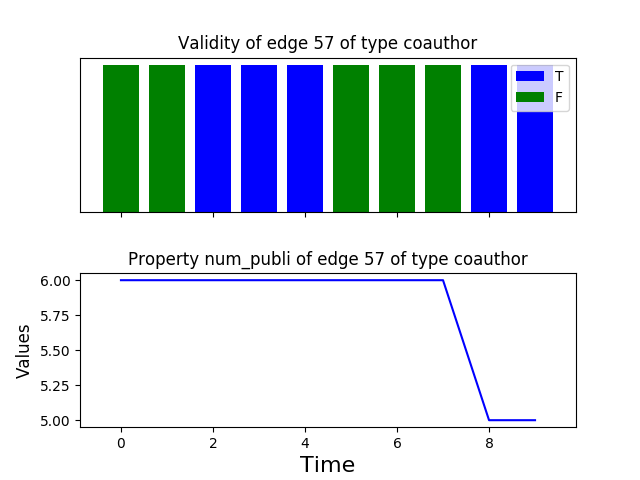 Validity of edge 57 of type coauthor
T
F
Property num_publi of edge 57 of type coauthor
Values
6.00
5.75
5.50
5.25
5.00
0 2 4 6 8
Time